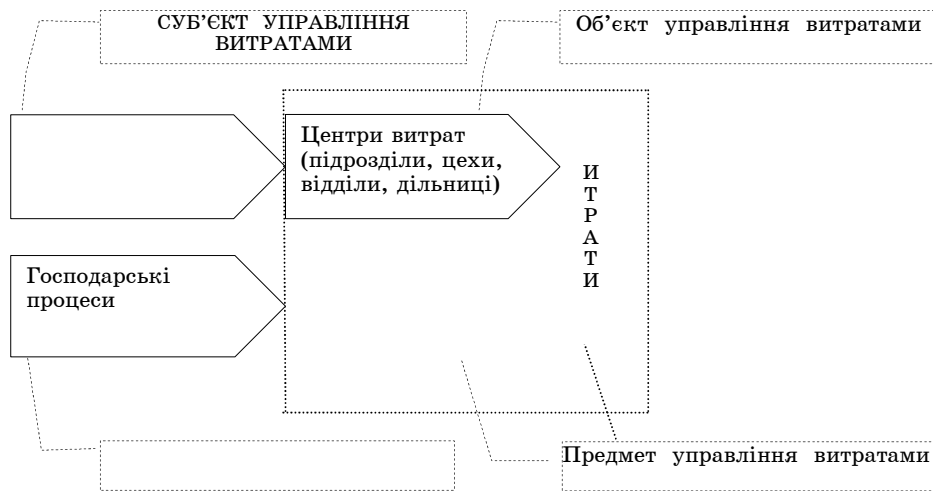 СУБ’ЄКТ УПРАВЛІННЯ
ВИТРАТАМИ
Об’єкт управління витратами
Центри витрат
(підрозділи, цехи,
відділи, дільниці)
И
Т
Р
А
Т
И
Господарські
процеси
Предмет управління витратами